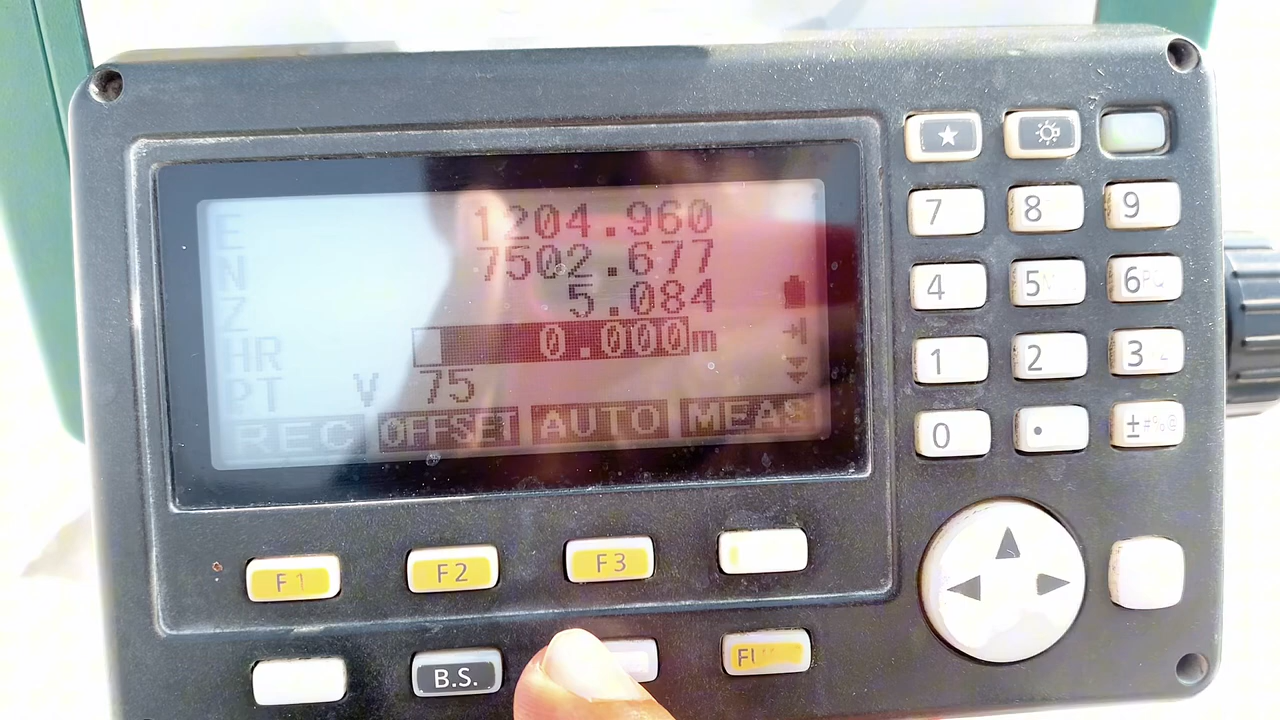 E 1204.960
N 7502.677
Z 5.084
HR 0.000m
PT V 75
REC OFFSET AUTO MEAS
7 8 9
4 5 6
1 2 3
0 . ±#%@
F1 F2 F3
B.S.